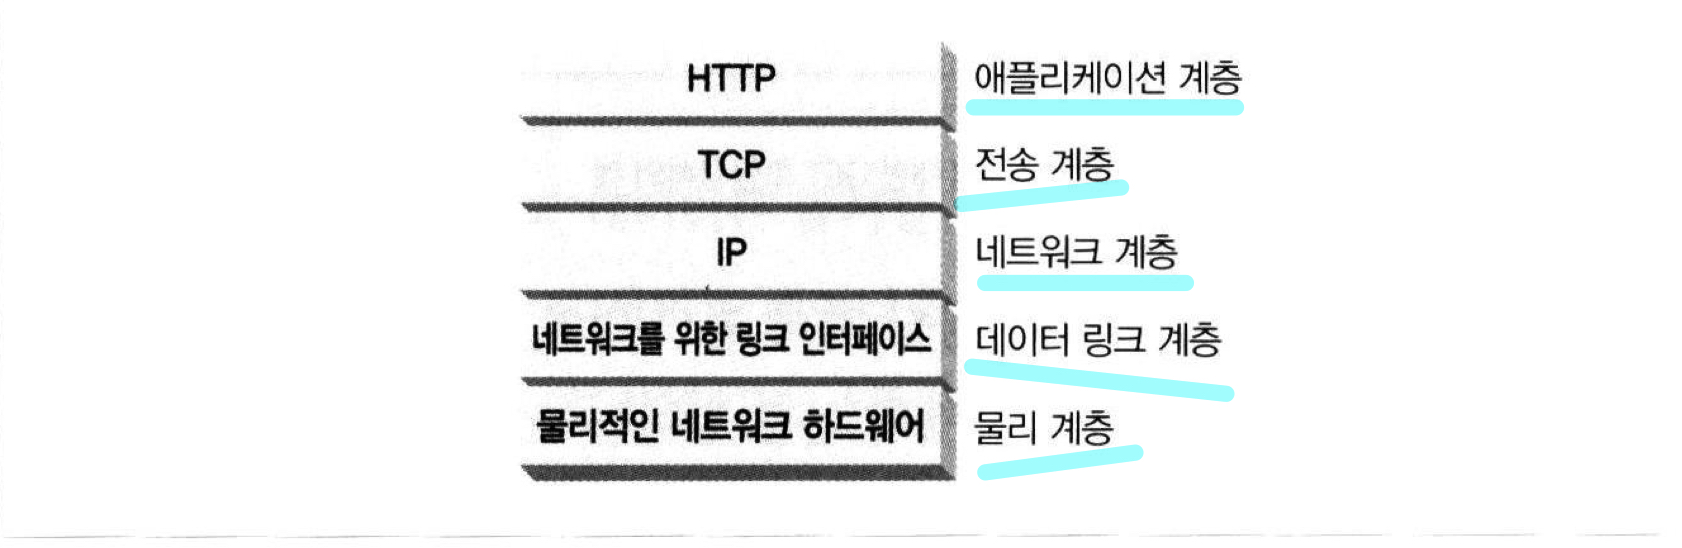 HTTP 애플리케이션 계층
TCP 전송 계층
IP 네트워크 계층
네트워크를 위한 링크 인터페이스 데이터 링크 계층
물리적인 네트워크 하드웨어 물리 계층